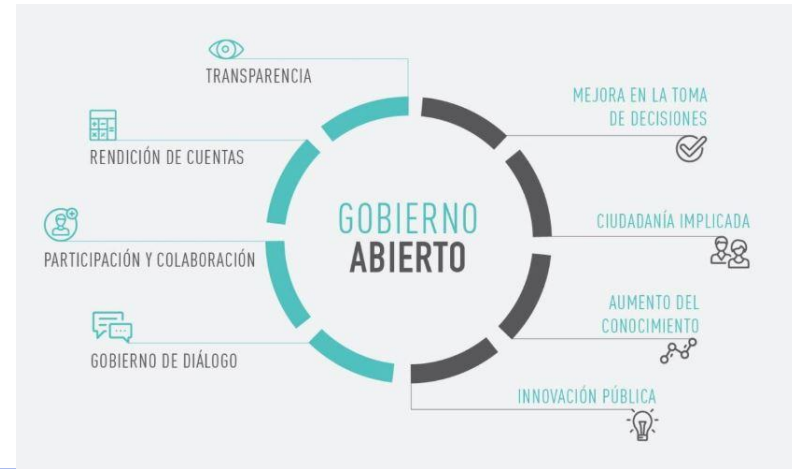 TRANSPARENCIA
RENDICIÓN DE CUENTAS
PARTICIPACIÓN Y COLABORACIÓN
GOBIERNO DE DIÁLOGO
GOBIERNO
ABIERTO
MEJORA EN LA TOMA
DE DECISIONES
CIUDADANÍA IMPLICADA
AUMENTO DEL
CONOCIMIENTO
INNOVACIÓN PÚBLICA